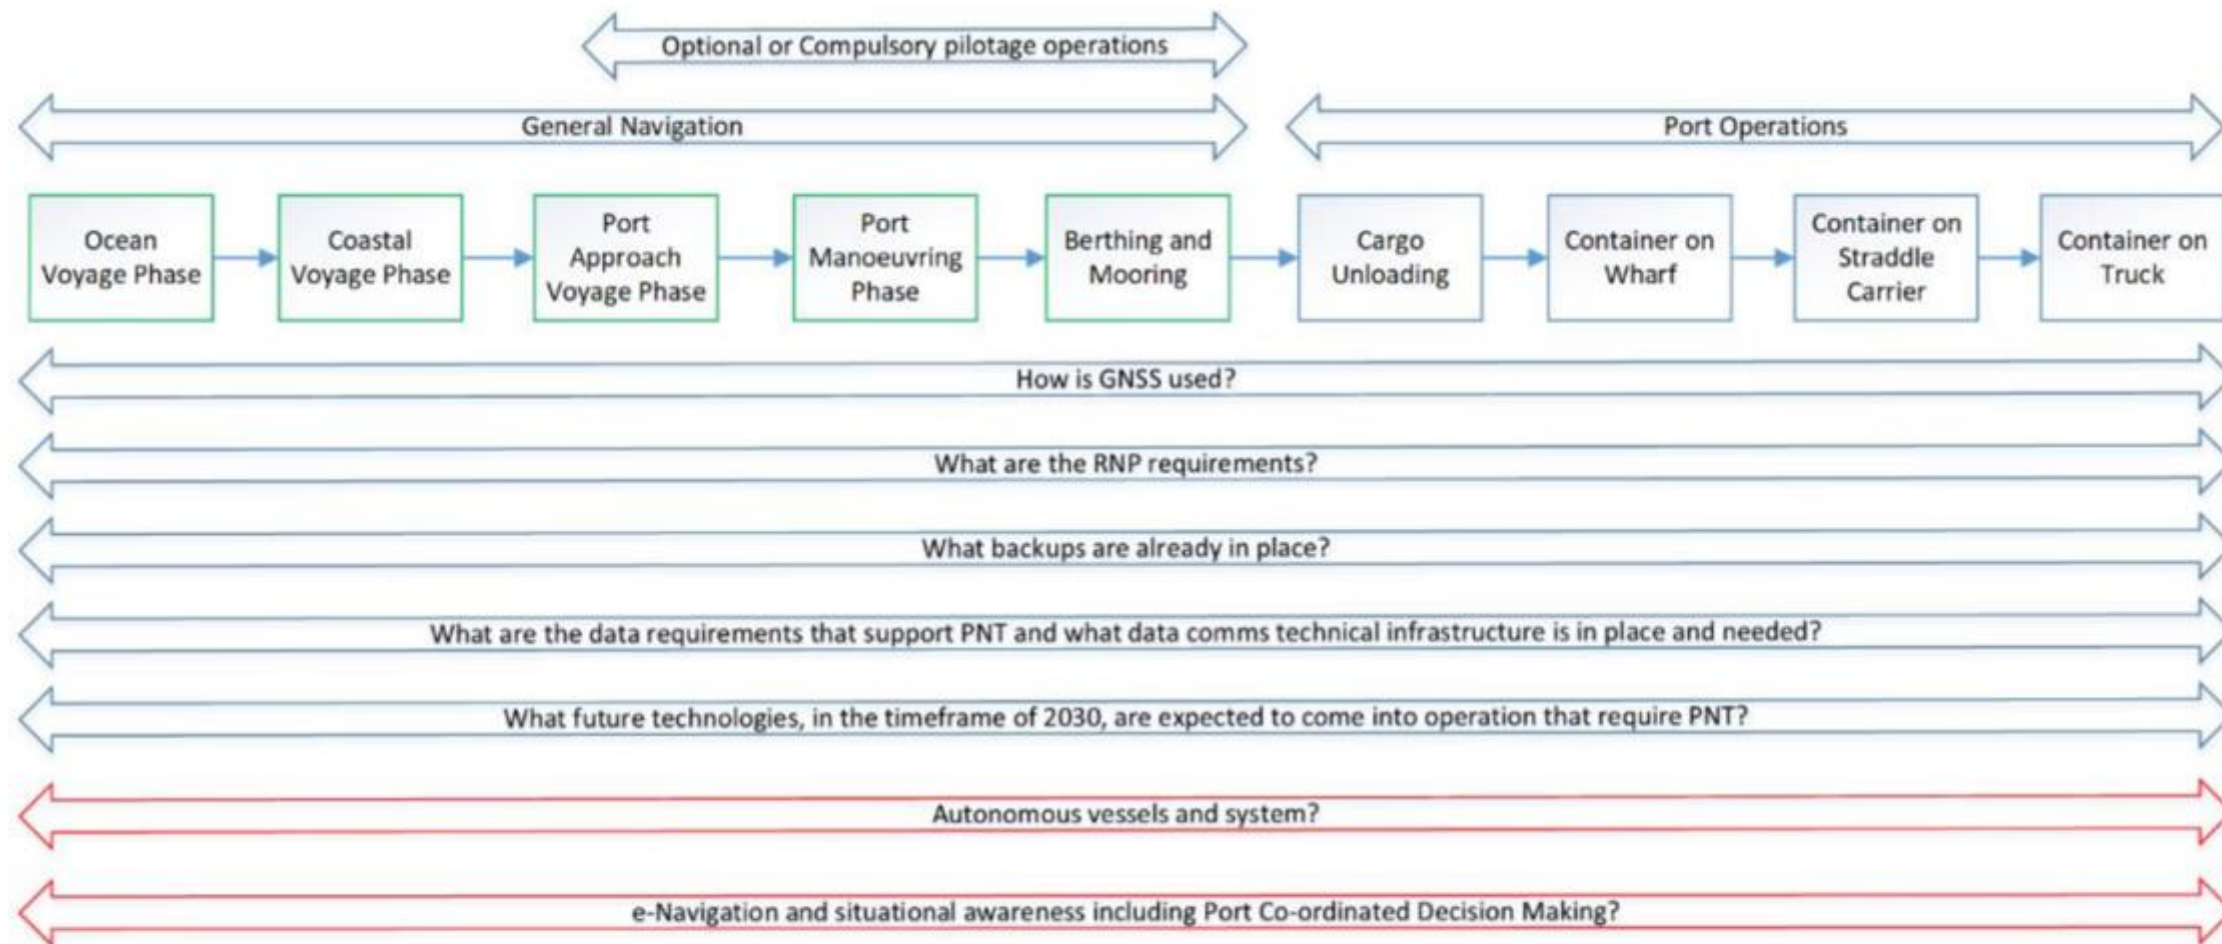 Optional or Compulsory pilotage operations
General Navigation
Port Operations
Ocean
Voyage Phase
Coastal
Voyage Phase
Port
Approach
Voyage Phase
Port
Manoeuvring
Phase
Berthing and
Mooring
Cargo
Unloading
Container on
Wharf
Container on
Straddle
Carrier
Container on
Truck
How is GNSS used?
What are the RNP requirements?
What backups are already in place?
What are the data requirements that support PNT and what data comms technical infrastructure is in place and needed?
What future technologies, in the timeframe of 2030, are expected to come into operation that require PNT?
Autonomous vessels and system?
e-Navigation and situational awareness including Port Co-ordinated Decision Making?